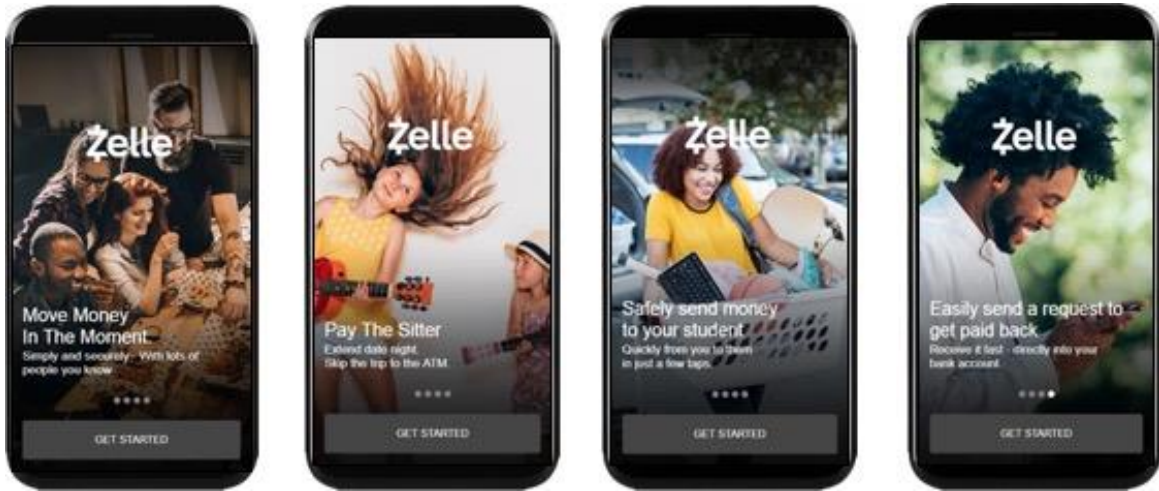 Zelle
Move Money
In The Moment
Simply and securely - With lots of
people you know
GET STARTED
Zelle
Pay The Sitter
Extend date night.
Skip the trip to the ATM.
GET STARTED
Zelle
Safely send money
to your student
Quickly from you to them
in just a few taps.
GET STARTED
Zelle
Easily send a request to
get paid back
Receive it fast - directly into your
bank account.
GET STARTED